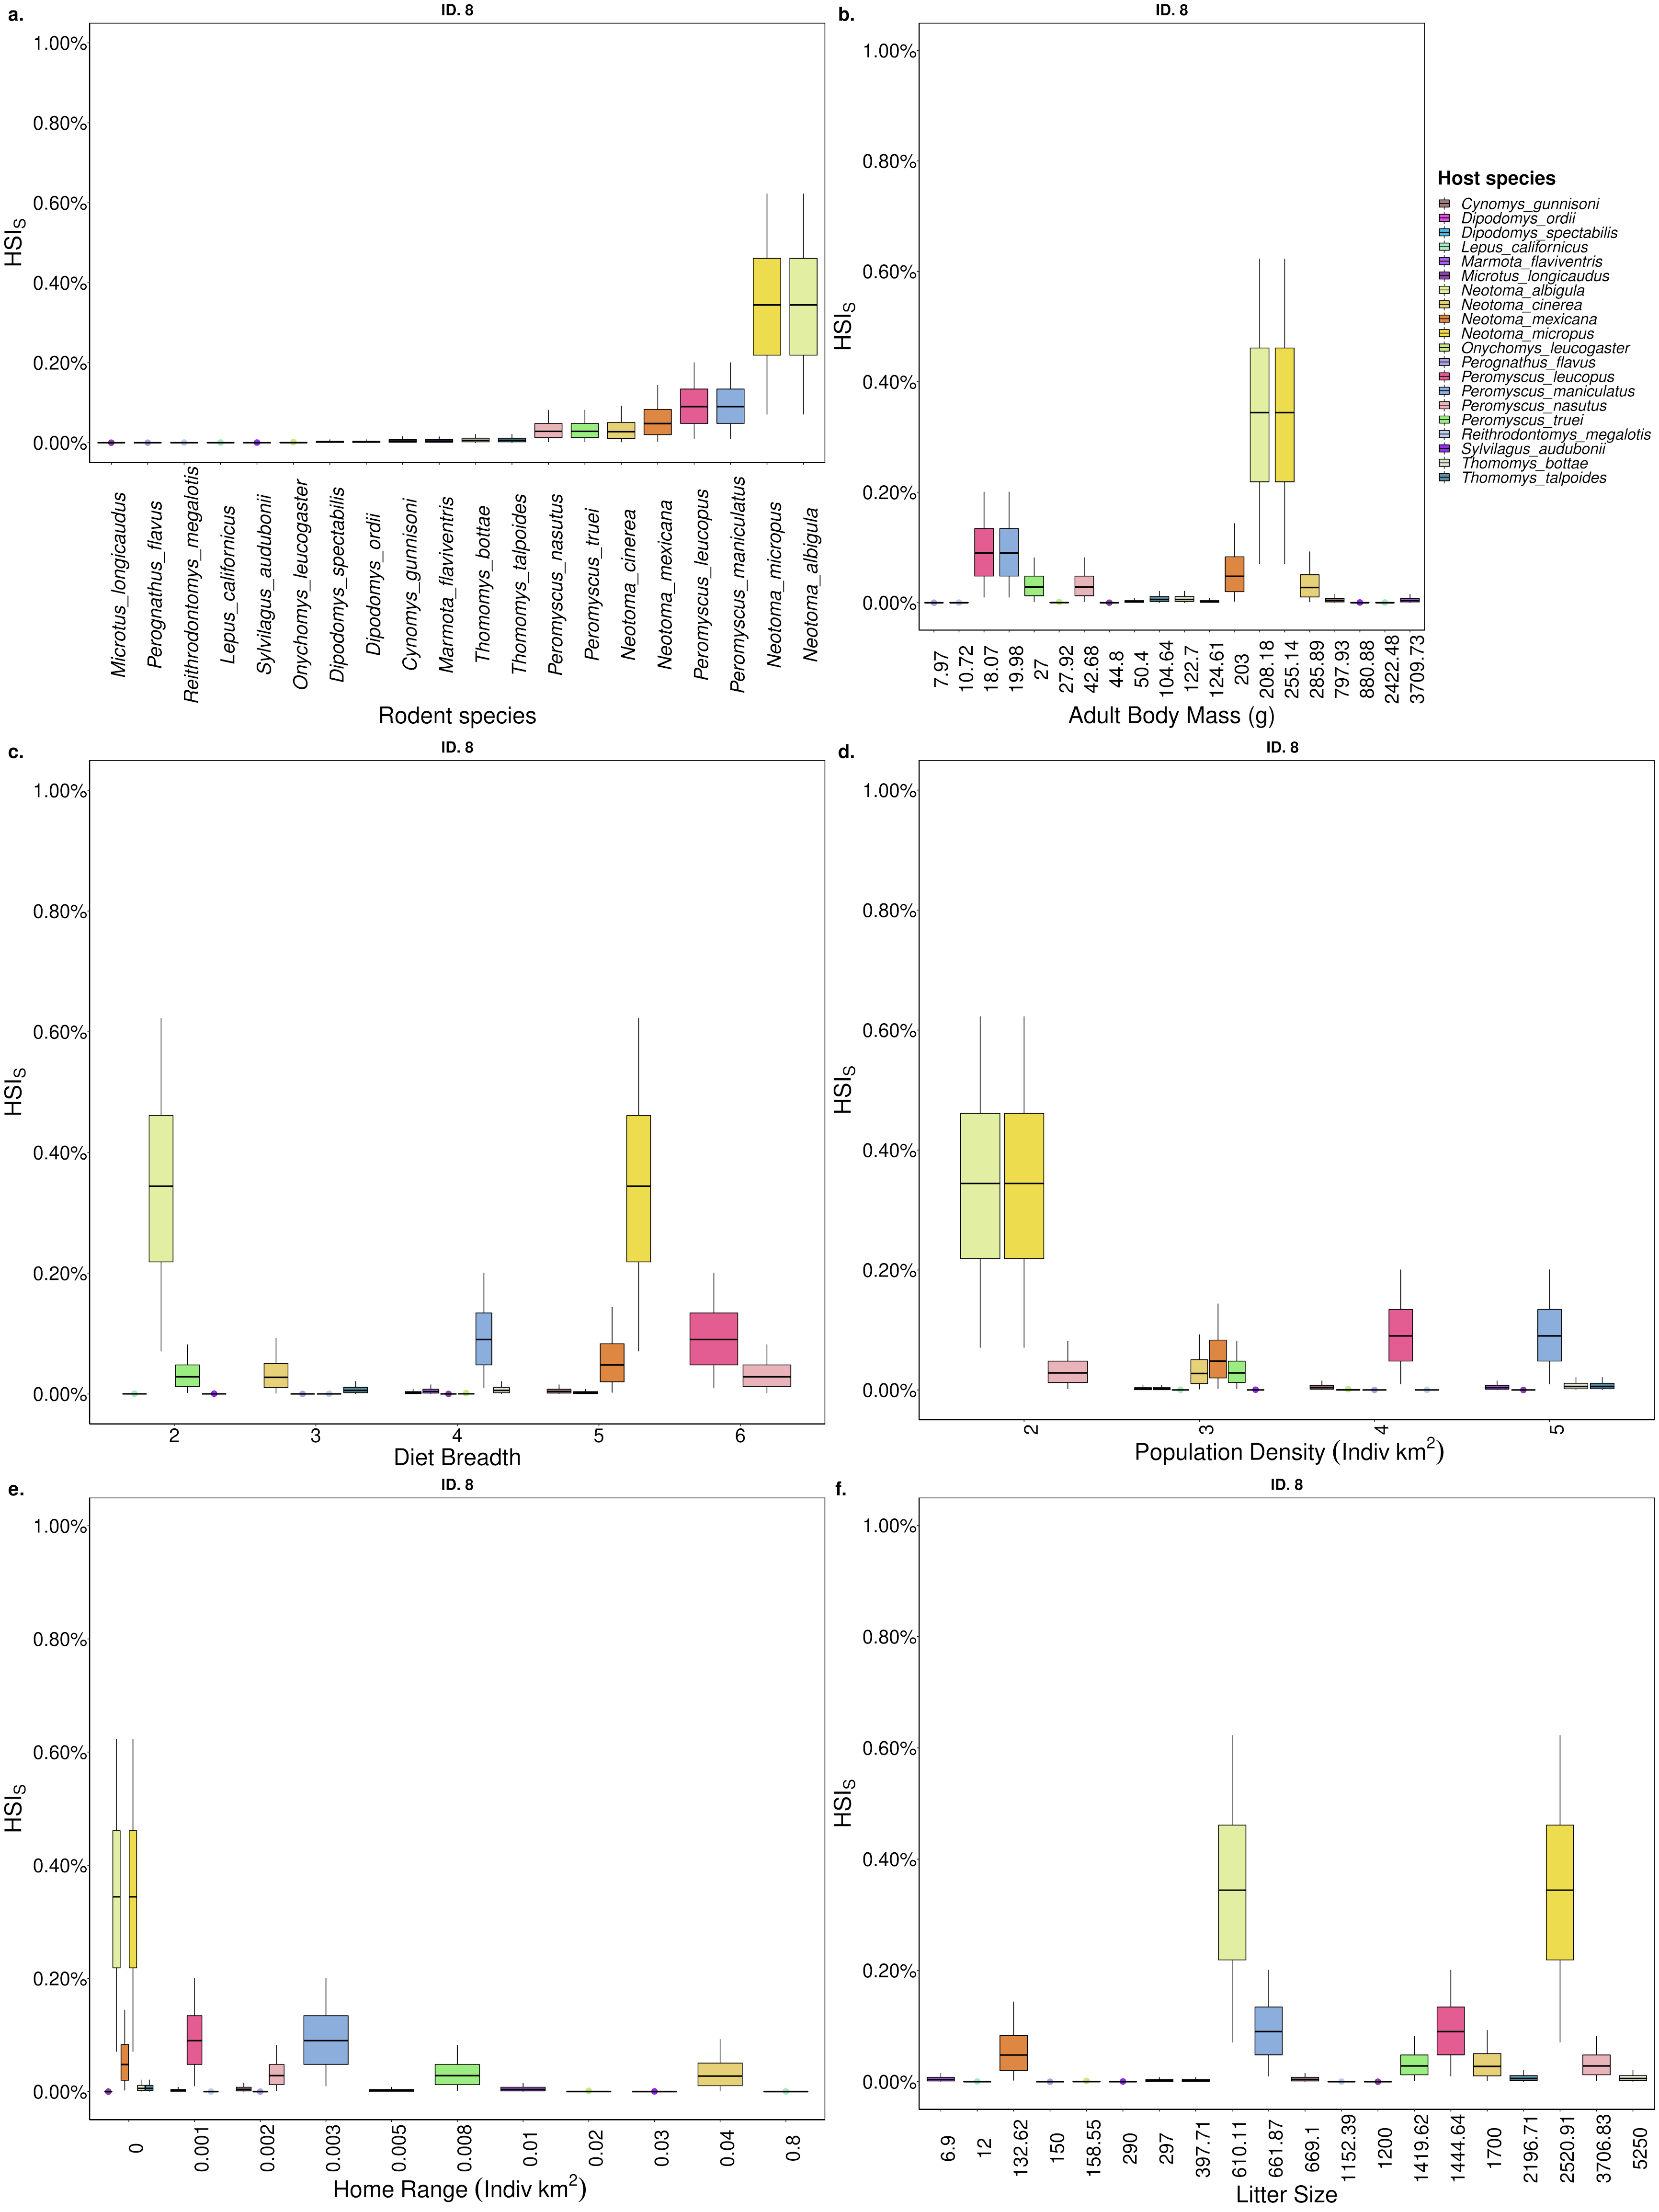 a.
ID. 8
1.00%
0.80%
0.60%
0.40%
0.20%
0.00%
HSIS
Microtus_longicaudus
Perognathus_flavus
Reithrodontomys_megalotis
Lepus_californicus
Sylvilagus_audubonii
Onychomys_leucogaster
Dipodomys_spectabilis
Dipodomys_ordii
Cynomys_gunnisoni
Marmota_flaviventris
Thomomys_bottae
Thomomys_talpoides
Peromyscus_nasutus
Peromyscus_truei
Neotoma_cinerea
Neotoma_mexicana
Peromyscus_leucopus
Peromyscus_maniculatus
Neotoma_micropus
Neotoma_albigula
Rodent species
b.
ID. 8
1.00%
0.80%
0.60%
0.40%
0.20%
0.00%
HSIS
7.97
10.72
18.07
19.98
27
27.92
42.68
44.8
50.4
104.64
122.7
124.61
203
208.18
255.14
285.89
797.93
880.88
2422.48
3709.73
Adult Body Mass (g)
Host species
Cynomys_gunnisoni
Dipodomys_ordii
Dipodomys_spectabilis
Lepus_californicus
Marmota_flaviventris
Microtus_longicaudus
Neotoma_albigula
Neotoma_cinerea
Neotoma_mexicana
Neotoma_micropus
Onychomys_leucogaster
Perognathus_flavus
Peromyscus_leucopus
Peromyscus_maniculatus
Peromyscus_nasutus
Peromyscus_truei
Reithrodontomys_megalotis
Sylvilagus_audubonii
Thomomys_bottae
Thomomys_talpoides
c.
ID. 8
1.00%
0.80%
0.60%
0.40%
0.20%
0.00%
HSIS
2
3
4
5
6
Diet Breadth
d.
ID. 8
1.00%
0.80%
0.60%
0.40%
0.20%
0.00%
HSIS
2
3
4
5
Population Density (Indiv km2)
e.
ID. 8
1.00%
0.80%
0.60%
0.40%
0.20%
0.00%
HSIS
0
0.001
0.002
0.003
0.005
0.008
0.01
0.02
0.03
0.04
0.8
Home Range (Indiv km2)
f.
ID. 8
1.00%
0.80%
0.60%
0.40%
0.20%
0.00%
HSIS
6.9
12
132.62
150
158.55
290
297
397.71
610.11
661.87
669.1
1152.39
1200
1419.62
1444.64
1700
2196.71
2520.91
3706.83
5250
Litter Size